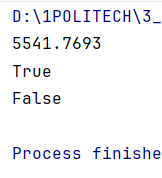 D:\1POLITECH\3_
5541.7693
True
False
Process finishe